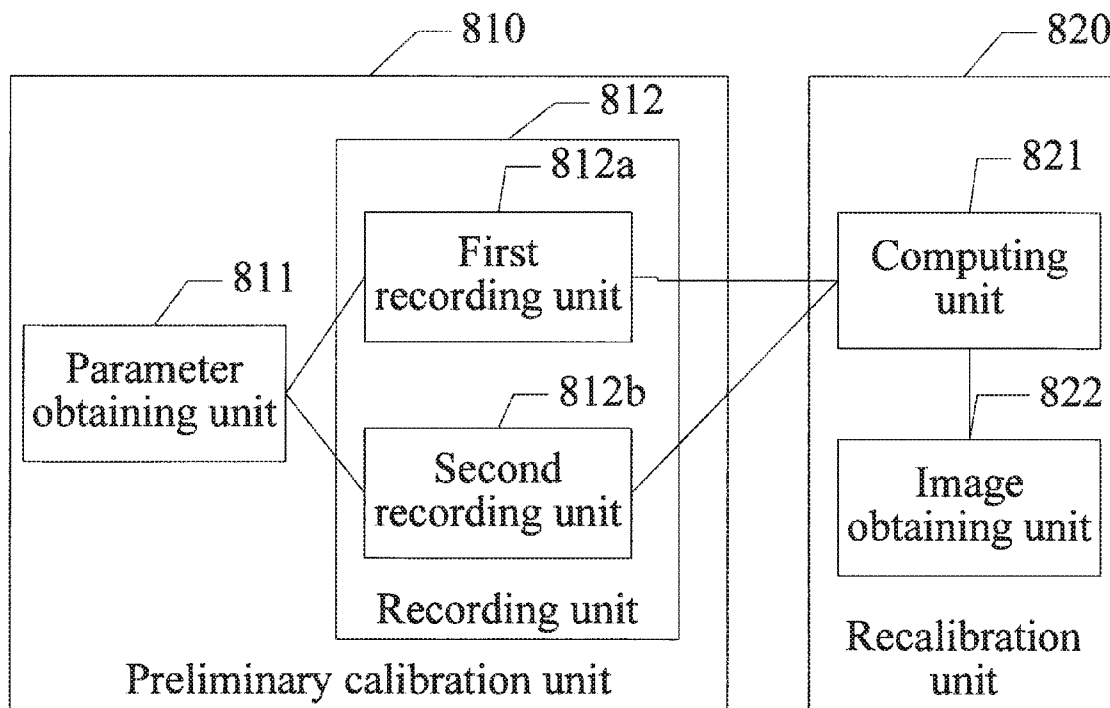 810
820
812
812a
821
First
recording unit
Computing
unit
811
Parameter
obtaining unit
812b
822
Second
recording unit
Image
obtaining unit
Recording unit
Recalibration
unit
Preliminary calibration unit